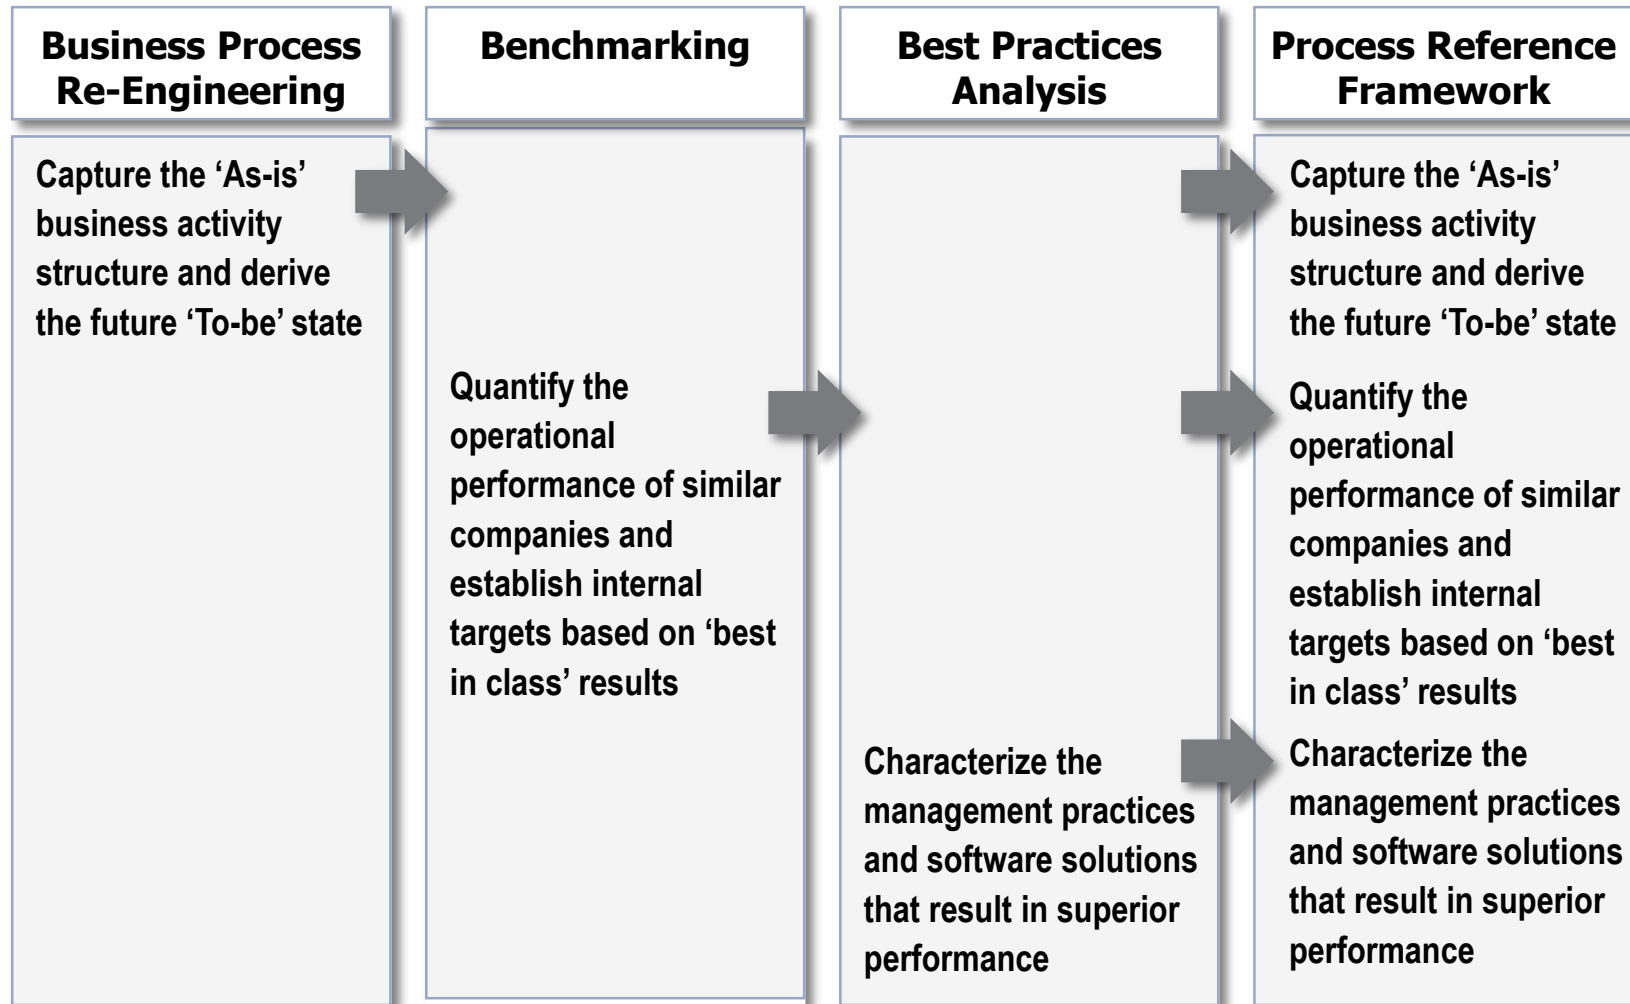 Business Process
Re-Engineering
Benchmarking
Best Practices
Analysis
Process Reference
Framework
Capture the ‘As-is’
business activity
structure and derive
the future ‘To-be’ state
Quantify the
operational
performance of similar
companies and
establish internal
targets based on ‘best
in class’ results
Characterize the
management practices
and software solutions
that result in superior
performance
Capture the ‘As-is’
business activity
structure and derive
the future ‘To-be’ state
Quantify the
operational
performance of similar
companies and
establish internal
targets based on ‘best
in class’ results
Characterize the
management practices
and software solutions
that result in superior
performance